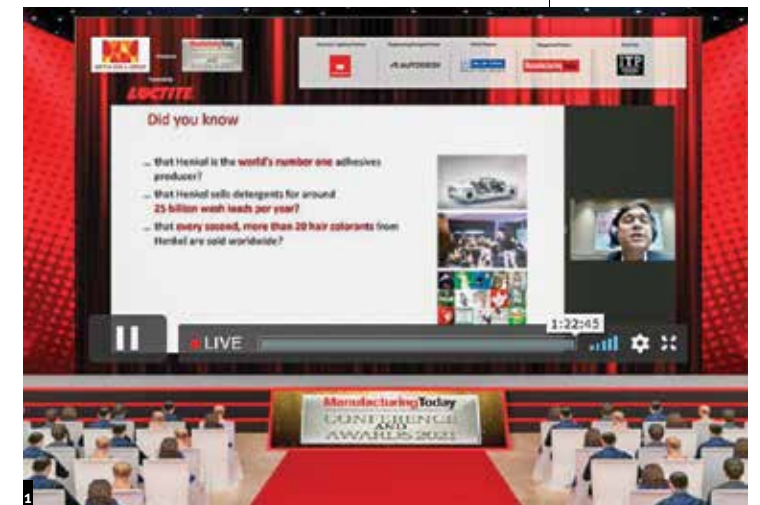 LOCTITE
AUTODESK
ITP
Did you know
... that Henkel is the world's number one adhesives
producer?
... that Henkel sells detergents for around
25 billion wash loads per year?
... that every second, more than 20 hair colorants from
Henkel are sold worldwide?
1:22:45
LIVE
ManufacturingToday
CONFERENCE
AND
AWARDS 2021
1